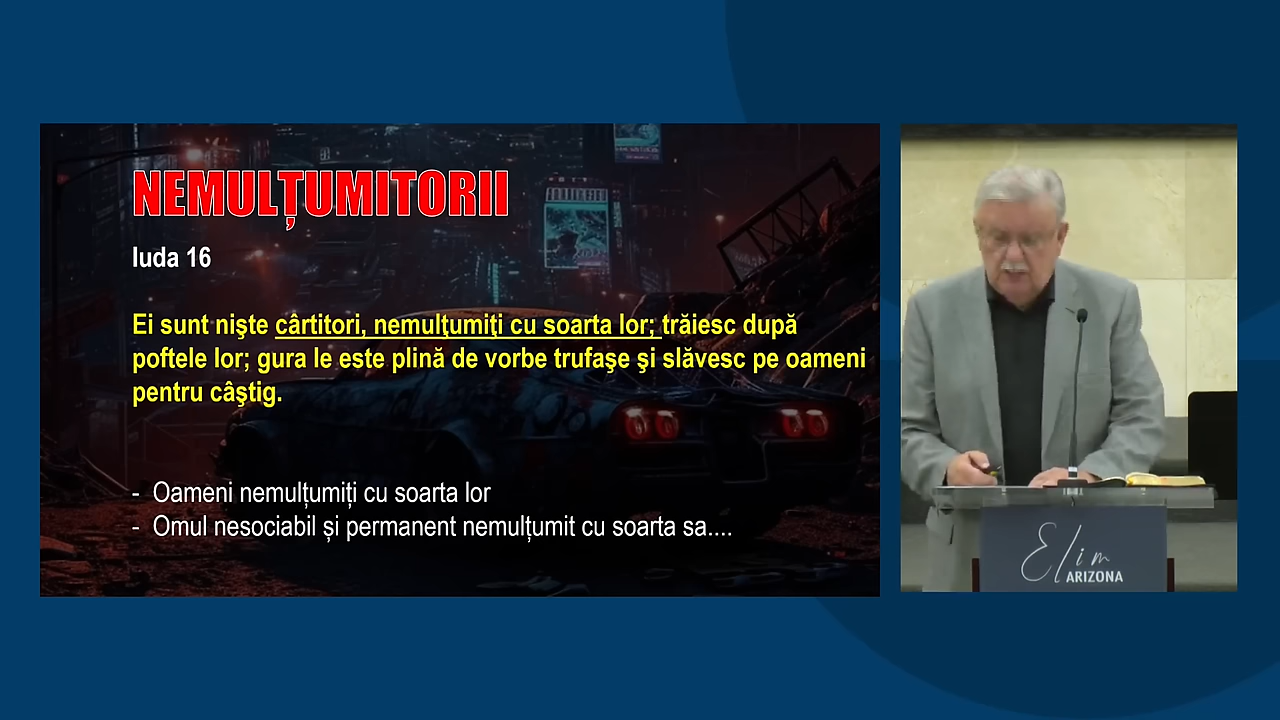 NEMULȚUMITORII
Iuda 16
Ei sunt nişte cârtitori, nemulţumiţi cu soarta lor; trăiesc după
poftele lor; gura le este plină de vorbe trufaşe şi slăvesc pe oameni
pentru câştig.
- Oameni nemulțumiți cu soarta lor
- Omul nesociabil și permanent nemulțumit cu soarta sa....
Elim
ARIZONA